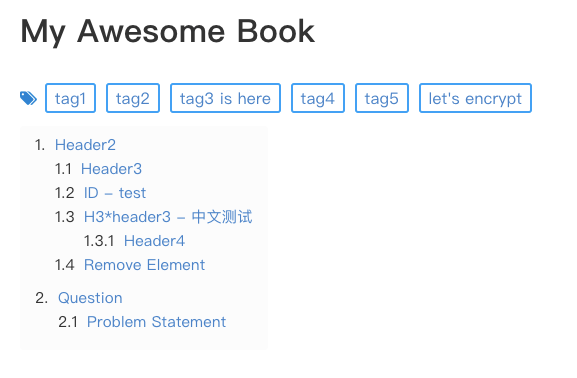 My Awesome Book
tag1 tag2 tag3 is here tag4 tag5 let's encrypt
1. Header2
1.1 Header3
1.2 ID – test
1.3 H3*header3 – 中文测试
1.3.1 Header4
1.4 Remove Element
2. Question
2.1 Problem Statement